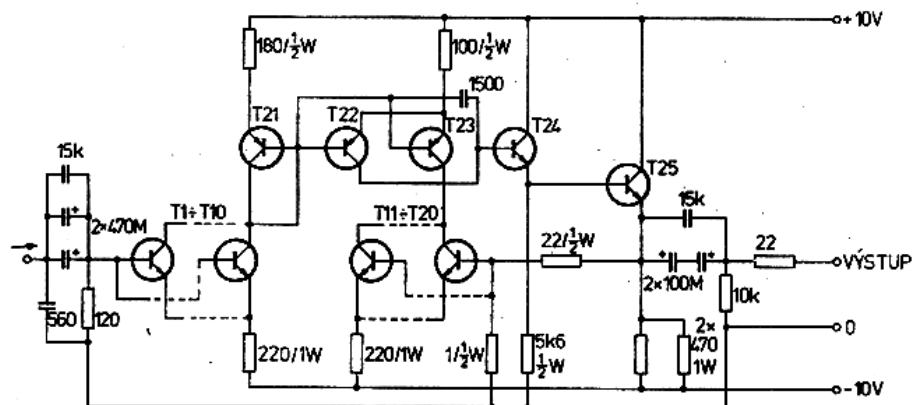 +10V
180/½W
100/½W
1500
T21
T22
T23
T24
T25
15k
15k
2×470M
T1÷T10
T11÷T20
22/½W
22
VÝSTUP
2×100M
10k
560
120
220/1W
220/1W
1/½W
5k6
½W
2×
470
1W
0
-10V